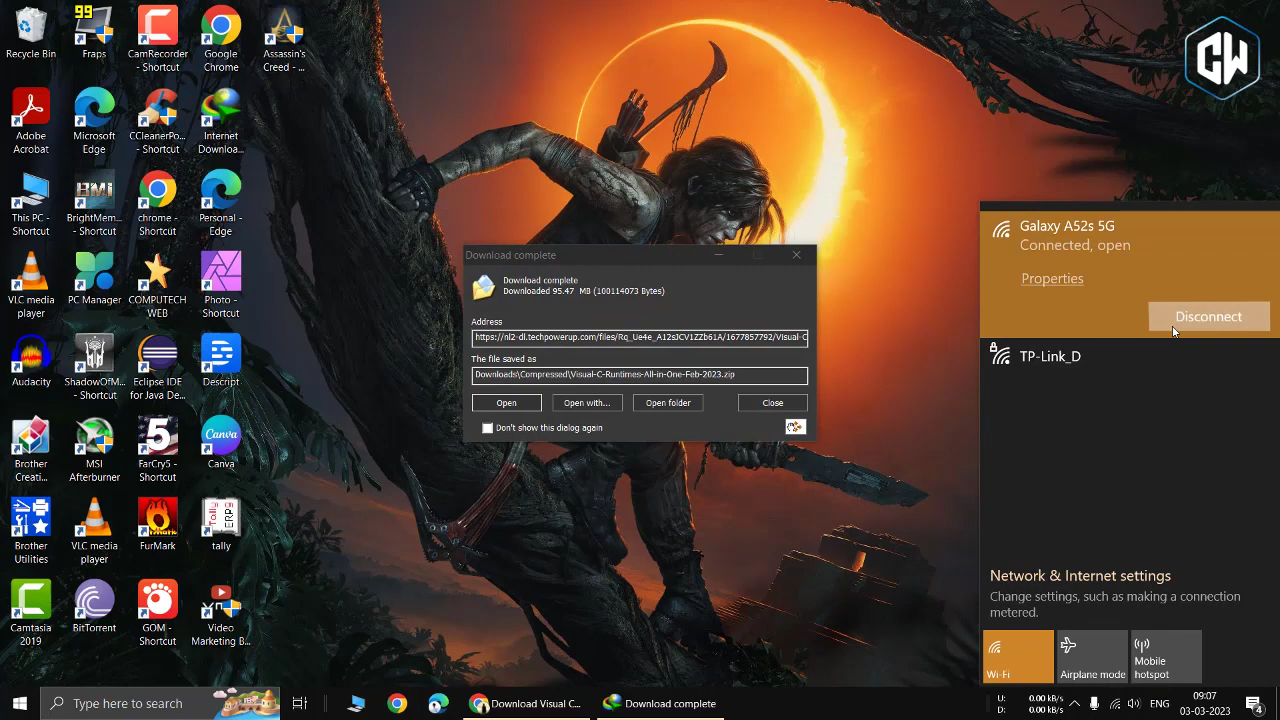 99
Recycle Bin
Fraps
CamRecorder
- Shortcut
Google
Chrome
Assassin's
Creed - ...
Adobe
Acrobat
Microsoft
Edge
CCleanerPo...
- Shortcut
Internet
Downloa...
This PC -
Shortcut
BMi
BrightMem...
- Shortcut
chrome -
Shortcut
Personal -
Edge
VLC media
player
PC Manager
COMPUTECH
WEB
Photo -
Shortcut
Audacity
ShadowOfM...
- Shortcut
Eclipse IDE
for Java ...
Descript
Brother
Creati...
MSI
Afterburner
5
FarCry5 -
Shortcut
Canva
Canva
Brother
Utilities
VLC media
player
FurMark
Tally
ERP9
tally
Camtasia
2019
BitTorrent
GOM -
Shortcut
Video
Marketing B...
CW
Download complete
Download complete
Downloaded 95.47 MB (100114073 Bytes)
Address
https://nl2-dl.techpowerup.com/files/Rq_Ue4e_A12sJCV1ZZb61A/1677857792/Visual-C
The file saved as
Downloads\Compressed\Visual-C-Runtimes-All-in-One-Feb-2023.zip
Open
Open with...
Open folder
Close
Don't show this dialog again
Galaxy A52s 5G
Connected, open
Properties
Disconnect
TP-Link_D
Network & Internet settings
Change settings, such as making a connection
metered.
Wi-Fi
Airplane mode
Mobile
hotspot
Type here to search
Download Visual C...
Download complete
U: 0.00 kB/s
D: 0.00 kB/s
09:07
03-03-2023
4